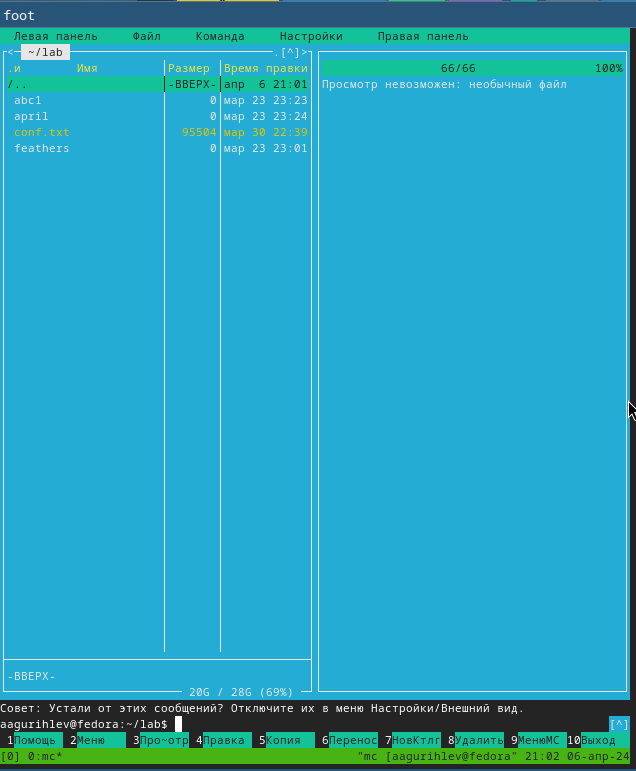 foot
Левая панель Файл Команда Настройки Правая панель
<- ~/lab .[^]>
.и Имя Размер Время правки
66/66 100%
/.. -ВВЕРХ- апр 6 21:01
Просмотр невозможен: необычный файл
abc1 0 мар 23 23:23
april 0 мар 23 23:24
conf.txt 95504 мар 30 22:39
feathers 0 мар 23 23:01
-ВВЕРХ-
20G / 28G (69%)
Совет: Устали от этих сообщений? Отключите их в меню Настройки/Внешний вид.
aagurihlev@fedora:~/lab$ [^]
1Помощь 2Меню 3Про~отр 4Правка 5Копия 6Перенос 7НовКтлг 8Удалить 9МенюMC 10Выход
[0] 0:mc* "mc [aagurihlev@fedora" 21:02 06-апр-24